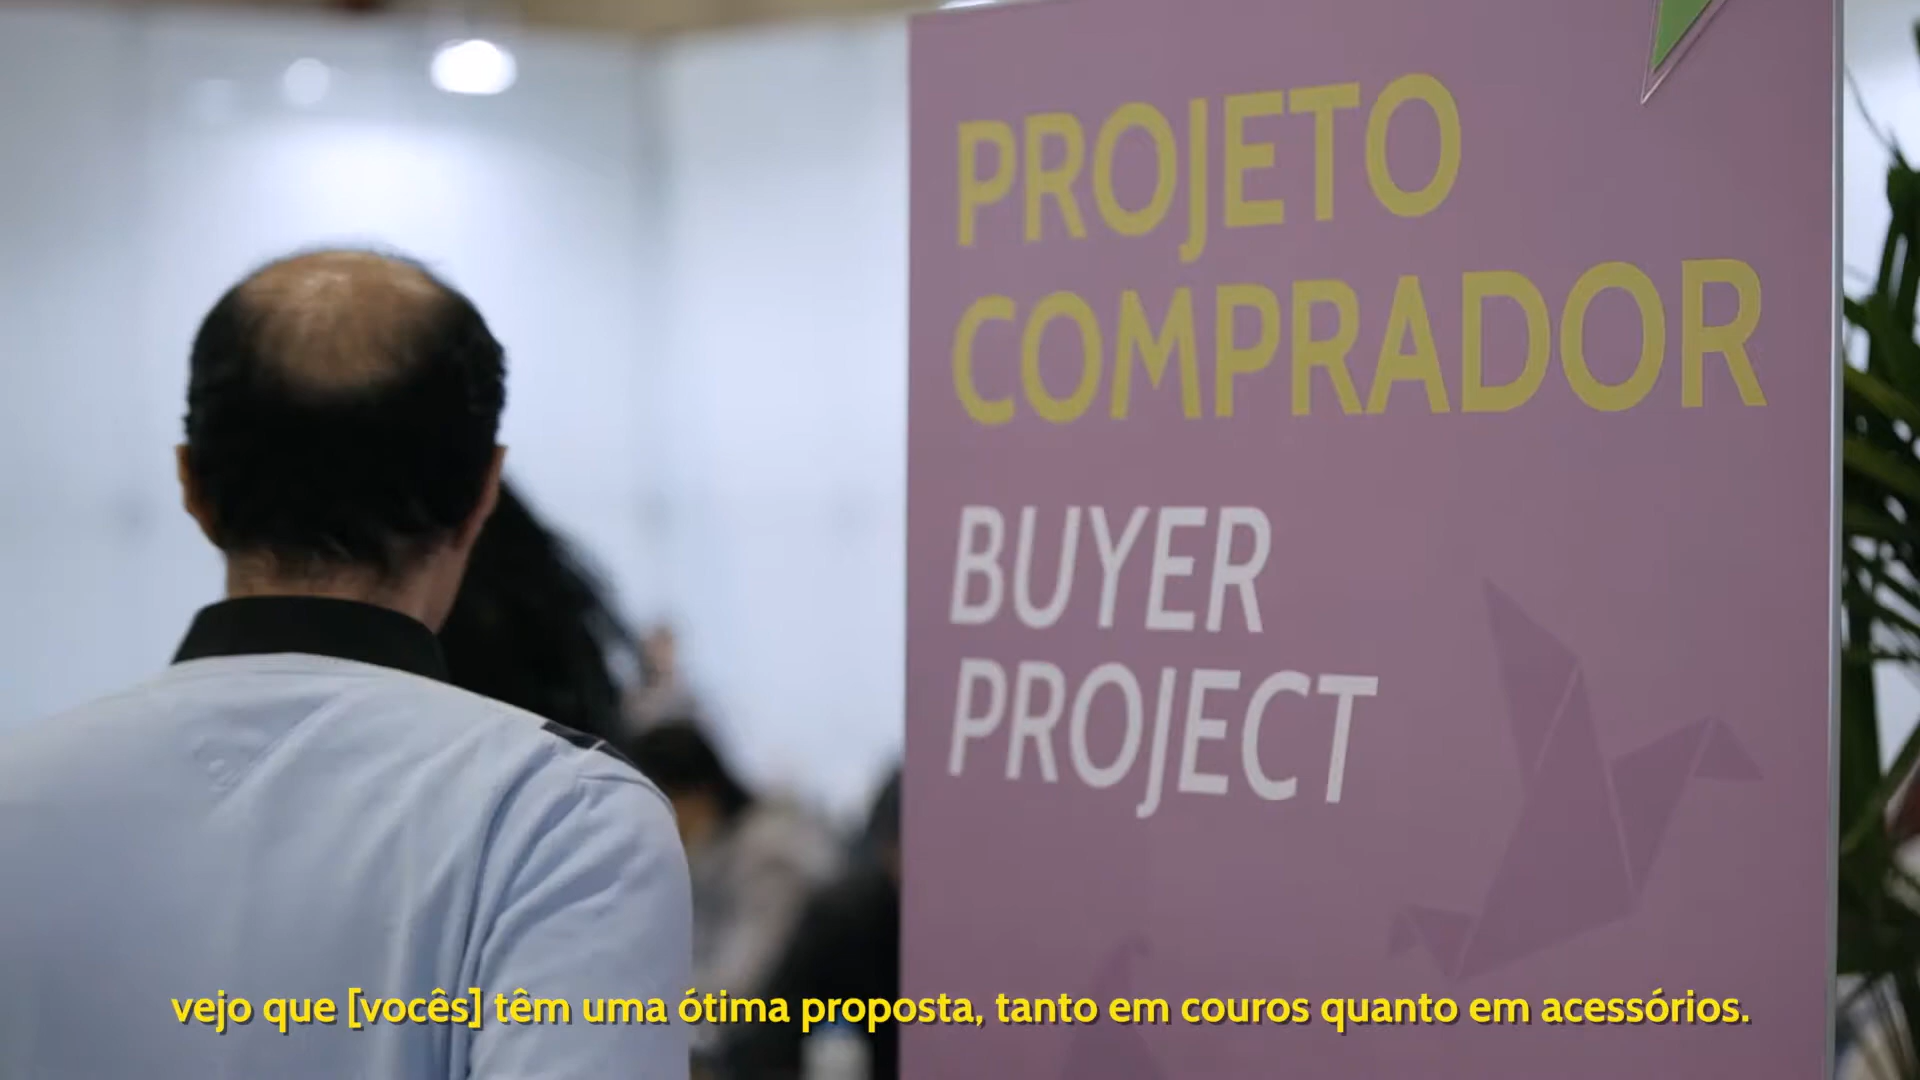 PROJETO
COMPRADOR
BUYER
PROJECT
vejo que [vocês] têm uma ótima proposta, tanto em couros quanto em acessórios.